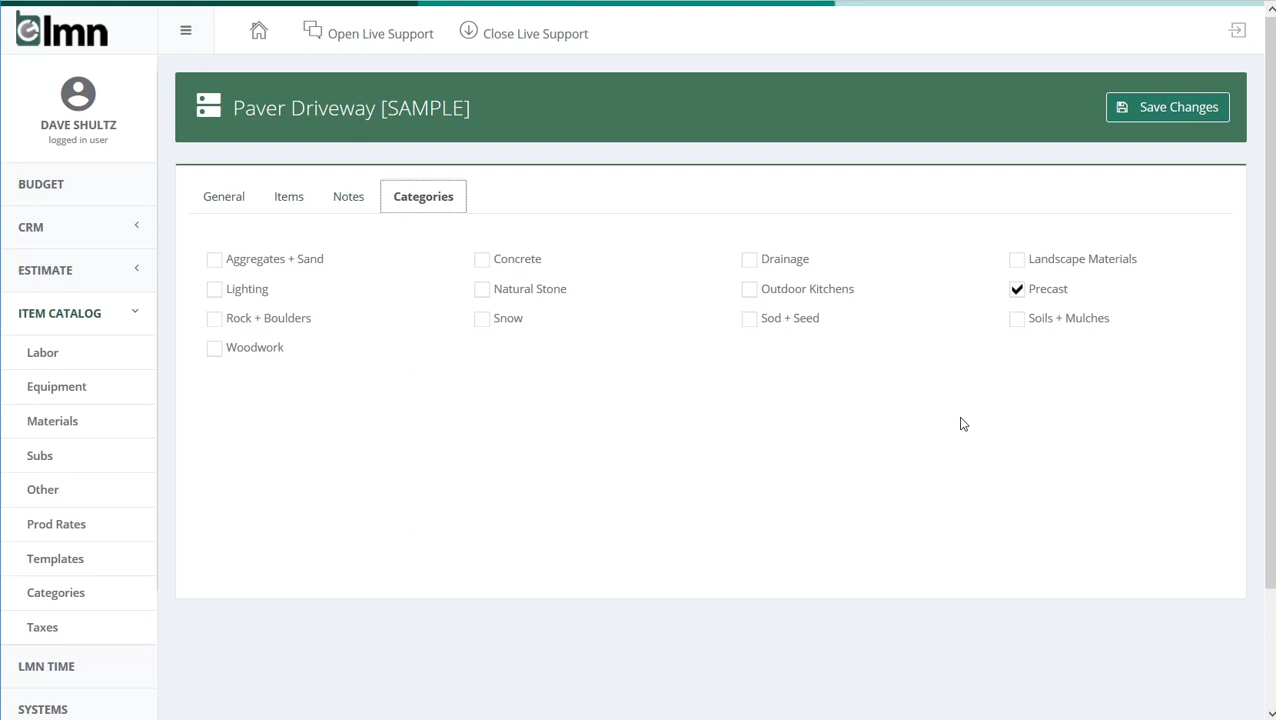 lmn
Open Live Support
Close Live Support
DAVE SHULTZ
logged in user
Paver Driveway [SAMPLE]
Save Changes
BUDGET
CRM
ESTIMATE
ITEM CATALOG
Labor
Equipment
Materials
Subs
Other
Prod Rates
Templates
Categories
Taxes
LMN TIME
SYSTEMS
General Items Notes Categories
Aggregates + Sand Concrete Drainage Landscape Materials
Lighting Natural Stone Outdoor Kitchens Precast
Rock + Boulders Snow Sod + Seed Soils + Mulches
Woodwork